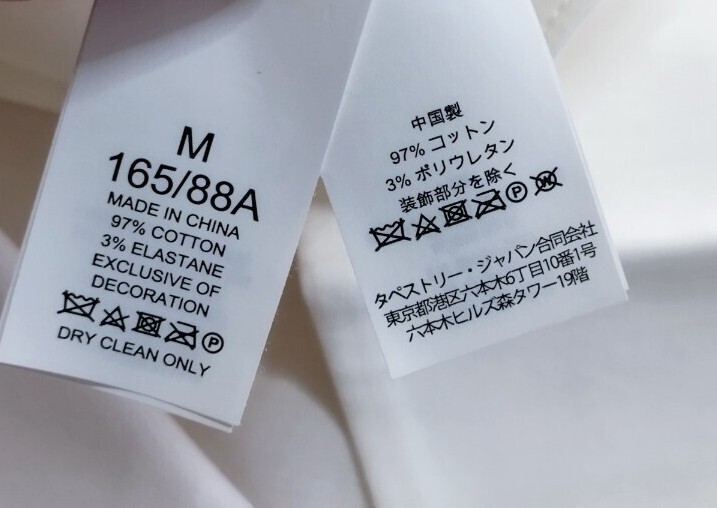 M
165/88A
MADE IN CHINA
97% COTTON
3% ELASTANE
EXCLUSIVE OF
DECORATION
P
DRY CLEAN ONLY
中国製
97% コットン
3% ポリウレタン
装飾部分を除く
P W
タペストリー・ジャパン合同会社
東京都港区六本木6丁目10番1号
六本木ヒルズ森タワー19階